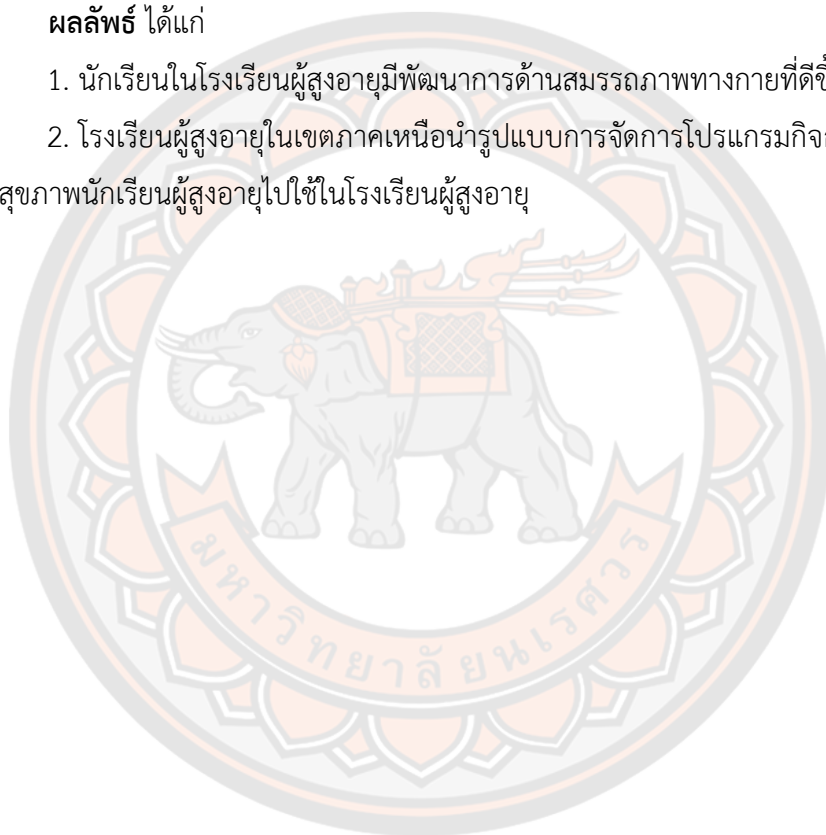 ผลลัพธ์ ได้แก่
1. นักเรียนในโรงเรียนผู้สูงอายุมีพัฒนาการด้านสมรรถภาพทางกายที่ดี
2. โรงเรียนผู้สูงอายุในเขตภาคเหนือนำรูปแบบการจัดการโปรแกรม
สุขภาพนักเรียนผู้สูงอายุไปใช้ในโรงเรียนผู้สูงอายุ
มหาวิทยาลัยนเรศวร